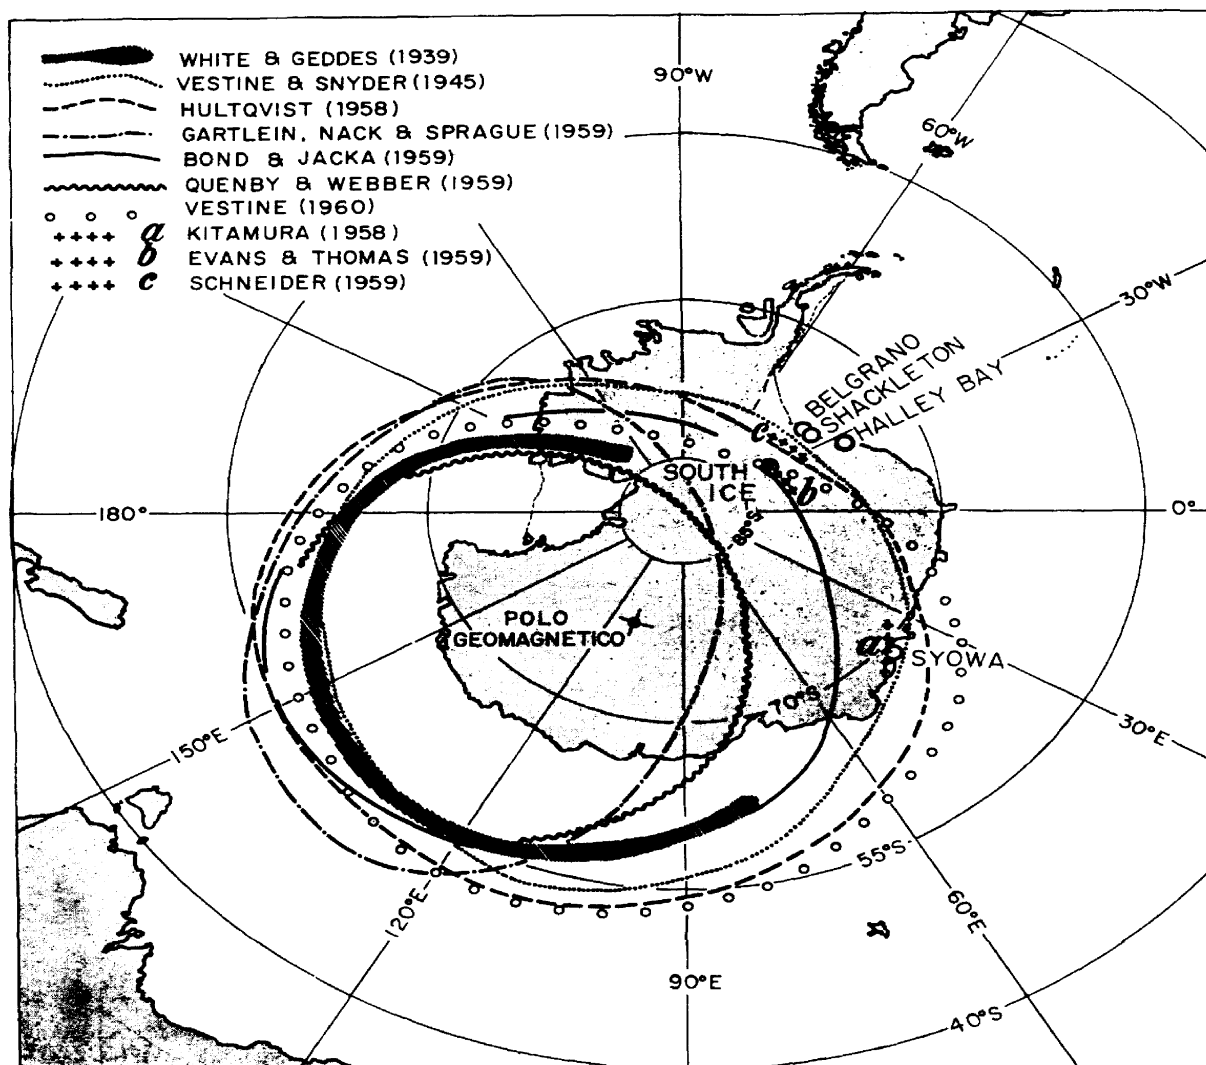 WHITE & GEDDES (1939)
VESTINE & SNYDER (1945)
HULTQVIST (1958)
GARTLEIN, NACK & SPRAGUE (1959)
BOND & JACKA (1959)
QUENBY & WEBBER (1959)
VESTINE (1960)
a KITAMURA (1958)
b EVANS & THOMAS (1959)
c SCHNEIDER (1959)
90°W
60°W
30°W
BELGRANO
SHACKLETON
HALLEY BAY
c
SOUTH
ICE
b
180°
0°
85°S
POLO
GEOMAGNETICO
a
SYOWA
70°S
150°E
30°E
55°S
120°E
60°E
90°E
40°S